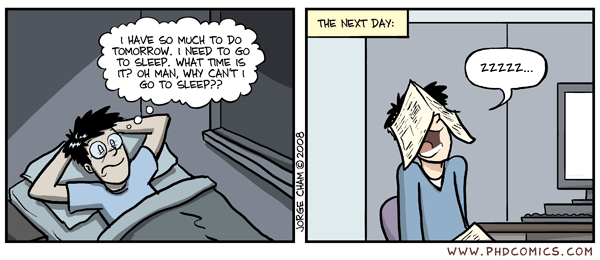 I HAVE SO MUCH TO DO
TOMORROW. I NEED TO GO
TO SLEEP. WHAT TIME IS
IT? OH MAN, WHY CAN'T I
GO TO SLEEP??
JORGE CHAM © 2008
THE NEXT DAY:
ZZZZZ...
WWW.PHDCOMICS.COM